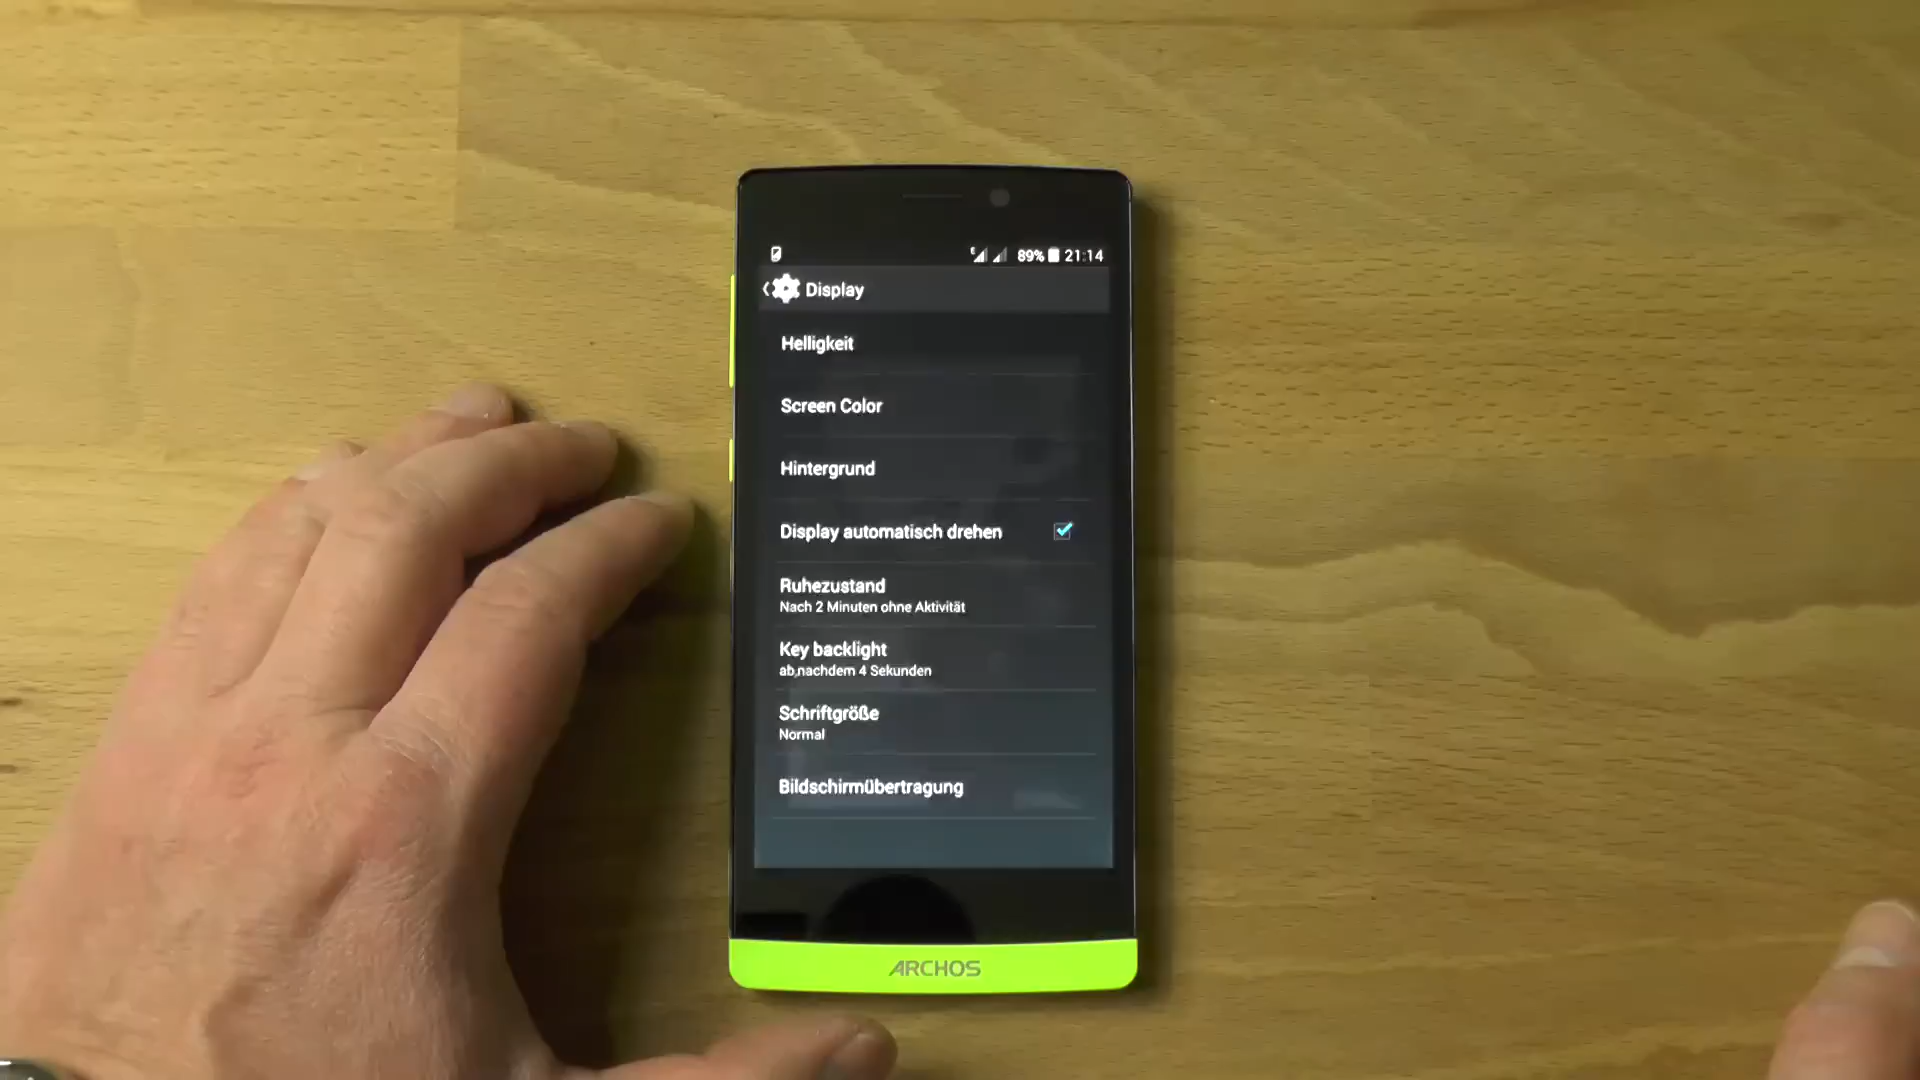 89% 21:14
Display
Helligkeit
Screen Color
Hintergrund
Display automatisch drehen
Ruhezustand
Nach 2 Minuten ohne Aktivität
Key backlight
ab,nachdem 4 Sekunden
Schriftgröße
Normal
Bildschirmübertragung
ARCHOS